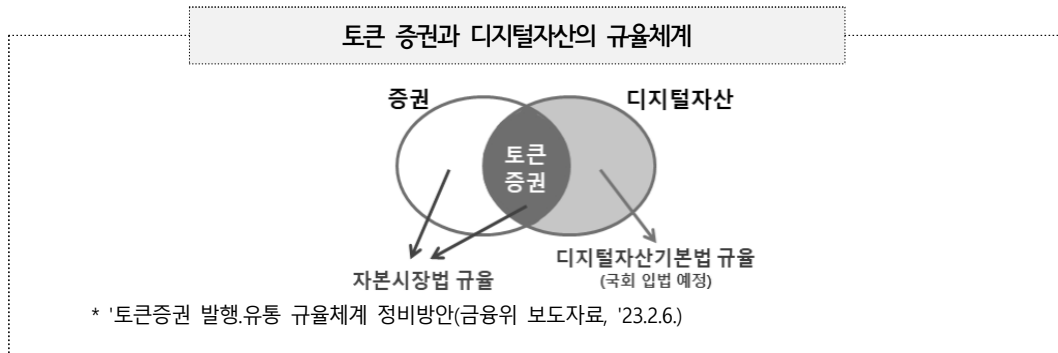 토큰 증권과 디지털자산의 규율체계
증권
디지털자산
토큰
증권
자본시장법 규율
디지털자산기본법 규율
(국회 입법 예정)
* '토큰증권 발행.유통 규율체계 정비방안(금융위 보도자료, '23.2.6.)